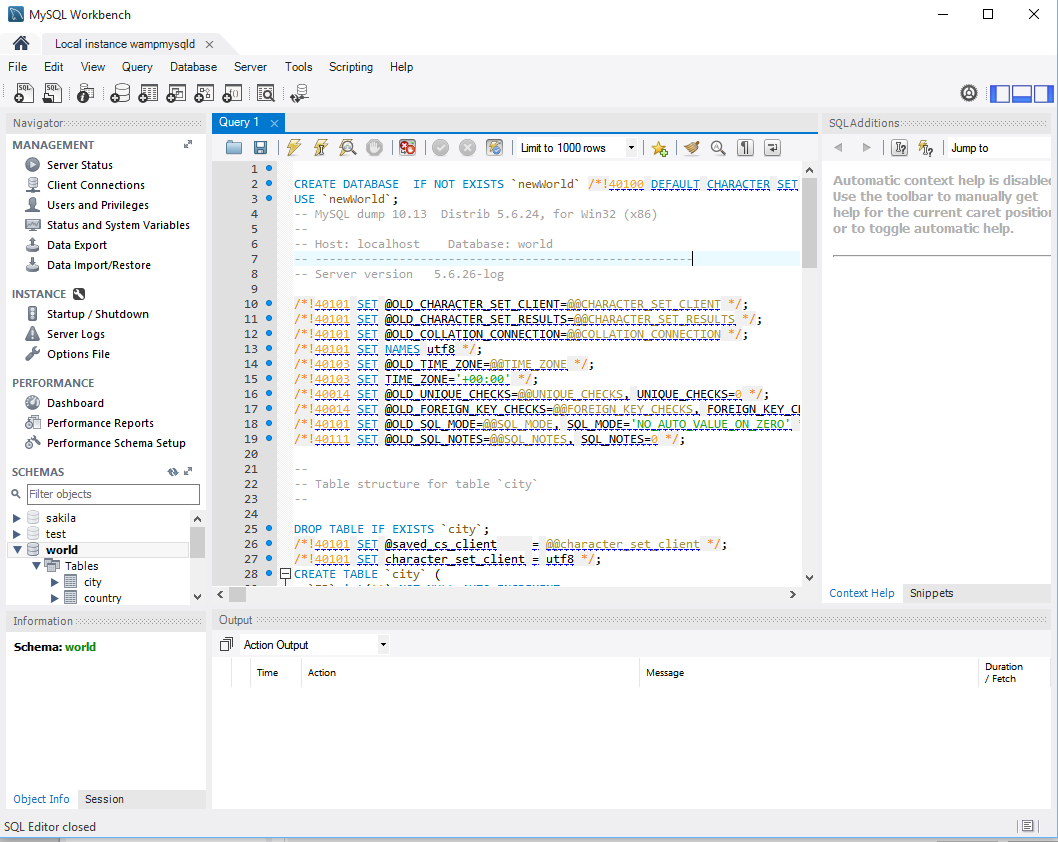 MySQL Workbench
Local instance wampmysqld
File Edit View Query Database Server Tools Scripting Help
Navigator
MANAGEMENT
Server Status
Client Connections
Users and Privileges
Status and System Variables
Data Export
Data Import/Restore
INSTANCE
Startup / Shutdown
Server Logs
Options File
PERFORMANCE
Dashboard
Performance Reports
Performance Schema Setup
SCHEMAS
Filter objects
sakila
test
world
Tables
city
country
Information
Schema: world
Object Info Session
Query 1
Limit to 1000 rows
1
2 CREATE DATABASE  IF NOT EXISTS `newWorld` /*!40100 DEFAULT CHARACTER SET
3 USE `newWorld`;
4 -- MySQL dump 10.13  Distrib 5.6.24, for Win32 (x86)
5 --
6 -- Host: localhost    Database: world
7 -- ------------------------------------------------------
8 -- Server version   5.6.26-log
9
10 /*!40101 SET @OLD_CHARACTER_SET_CLIENT=@@CHARACTER_SET_CLIENT */;
11 /*!40101 SET @OLD_CHARACTER_SET_RESULTS=@@CHARACTER_SET_RESULTS */;
12 /*!40101 SET @OLD_COLLATION_CONNECTION=@@COLLATION_CONNECTION */;
13 /*!40101 SET NAMES utf8 */;
14 /*!40103 SET @OLD_TIME_ZONE=@@TIME_ZONE */;
15 /*!40103 SET TIME_ZONE='+00:00' */;
16 /*!40014 SET @OLD_UNIQUE_CHECKS=@@UNIQUE_CHECKS, UNIQUE_CHECKS=0 */;
17 /*!40014 SET @OLD_FOREIGN_KEY_CHECKS=@@FOREIGN_KEY_CHECKS, FOREIGN_KEY_C
18 /*!40101 SET @OLD_SQL_MODE=@@SQL_MODE, SQL_MODE='NO_AUTO_VALUE_ON_ZERO'
19 /*!40111 SET @OLD_SQL_NOTES=@@SQL_NOTES, SQL_NOTES=0 */;
20
21 --
22 -- Table structure for table `city`
23 --
24
25 DROP TABLE IF EXISTS `city`;
26 /*!40101 SET @saved_cs_client     = @@character_set_client */;
27 /*!40101 SET character_set_client = utf8 */;
28 CREATE TABLE `city` (
SQLAdditions
Jump to
Automatic context help is disabled
Use the toolbar to manually get
help for the current caret position
or to toggle automatic help.
Context Help Snippets
Output
Action Output
Time Action Message Duration / Fetch
SQL Editor closed